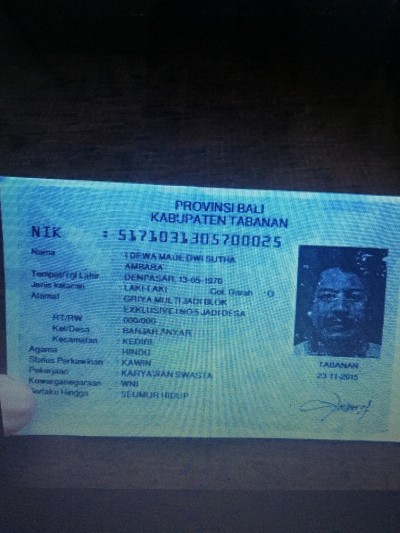 PROVINSI BALI
KABUPATEN TABANAN
NIK : 5171031305700025
Nama : I DEWA MADE DWI SUTHA
AMBARA
Tempat/Tgl Lahir : DENPASAR, 13-05-1970
Jenis kelamin : LAKI-LAKI Gol. Darah : O
Alamat : GRIYA MULTI JADI BLOK
EXKLUSIVE JADI DESA
RT/RW : 000/000
Kel/Desa : BANJAR ANYAR
Kecamatan : KEDIRI
Agama : HINDU
Status Perkawinan : KAWIN
Pekerjaan : KARYAWAN SWASTA
Kewarganegaraan : WNI
Berlaku Hingga : SEUMUR HIDUP
TABANAN
23-11-2015